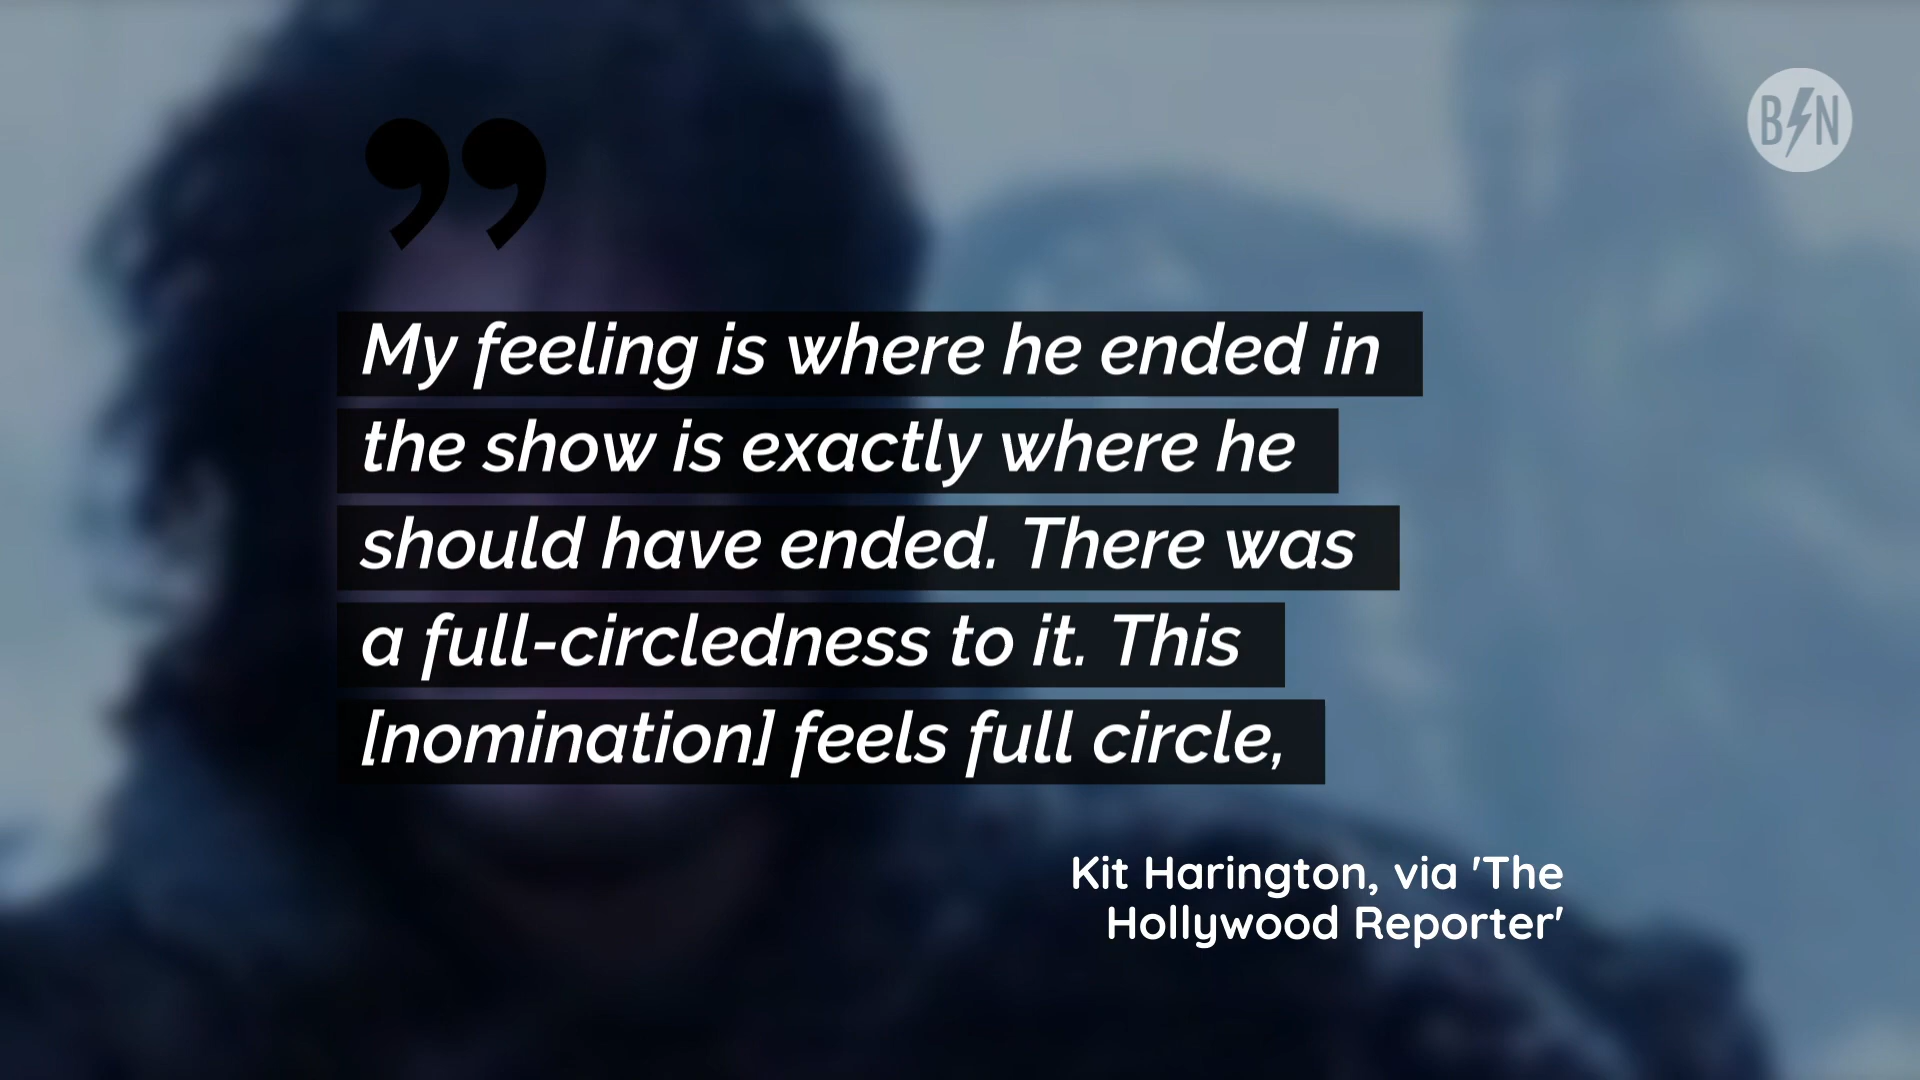 B N
”
My feeling is where he ended in
the show is exactly where he
should have ended. There was
a full-circledness to it. This
[nomination] feels full circle,
Kit Harington, via 'The
Hollywood Reporter'